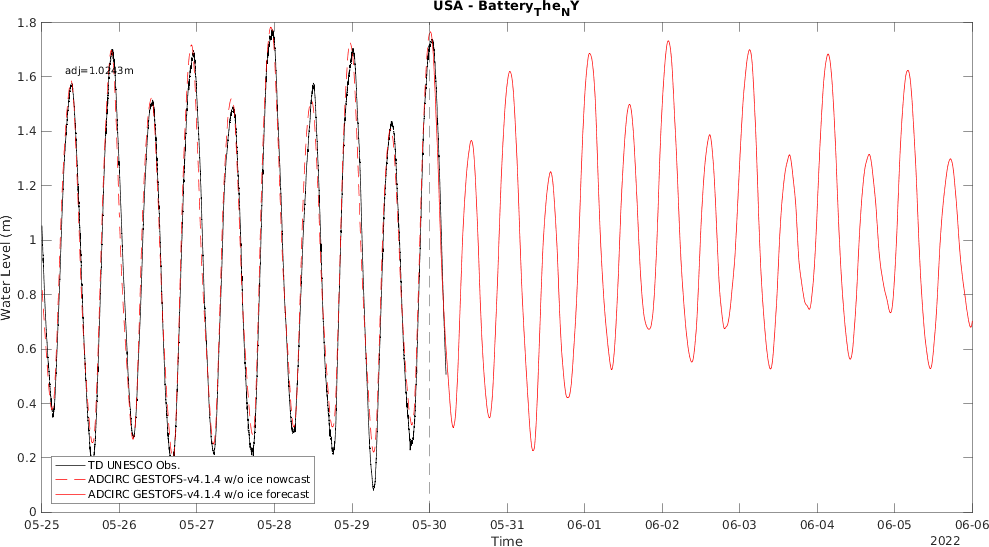 USA - BatteryTheNY
1.8
1.6
1.4
1.2
1
0.8
0.6
0.4
0.2
0
Water Level (m)
adj=1.0243m
TD UNESCO Obs.
ADCIRC GESTOFS-v4.1.4 w/o ice nowcast
ADCIRC GESTOFS-v4.1.4 w/o ice forecast
05-25 05-26 05-27 05-28 05-29 05-30 05-31 06-01 06-02 06-03 06-04 06-05 06-06
Time
2022